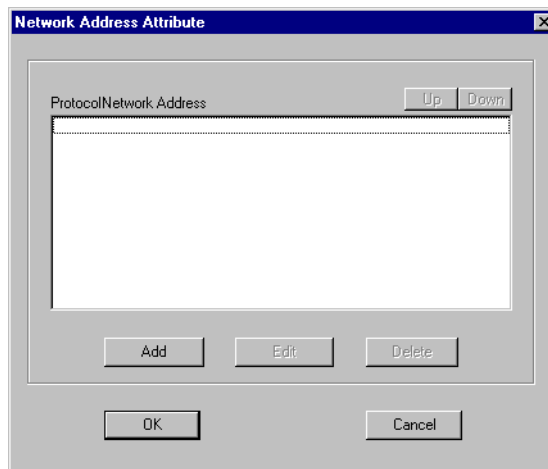 Network Address Attribute
ProtocolNetwork Address
Up Down
Add Edit Delete
OK Cancel